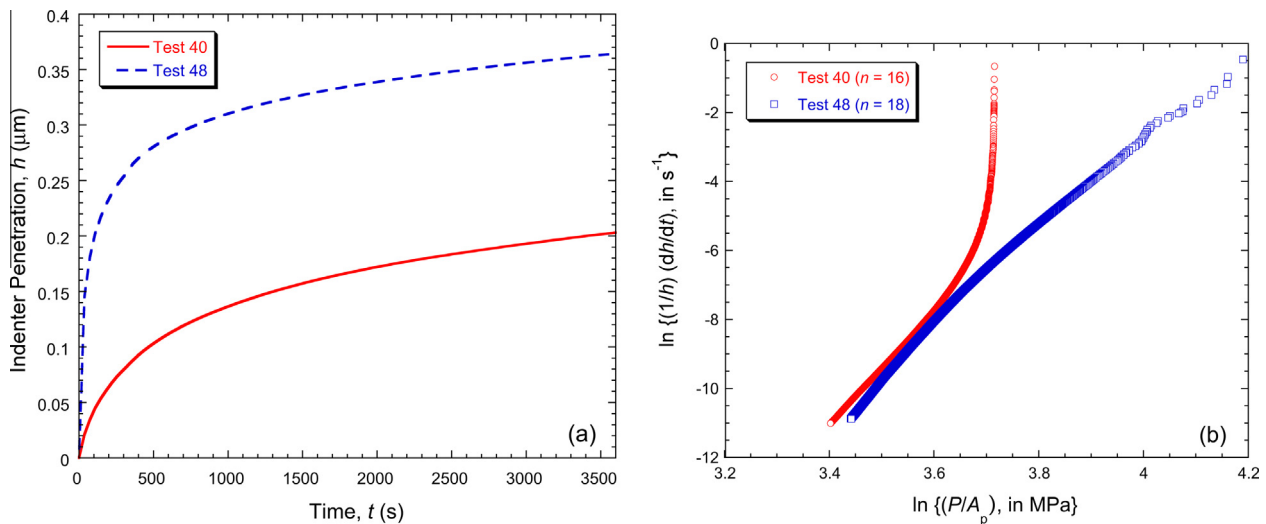 0.4
0.35
0.3
0.25
0.2
0.15
0.1
0.05
0
Indenter Penetration, h (μm)
Test 40
Test 48
(a)
0 500 1000 1500 2000 2500 3000 3500
Time, t (s)
0
-2
-4
-6
-8
-10
-12
ln {(1/h) (dh/dt), in s⁻¹}
Test 40 (n = 16)
Test 48 (n = 18)
(b)
3.2 3.4 3.6 3.8 4 4.2
ln {(P/Aₚ), in MPa}